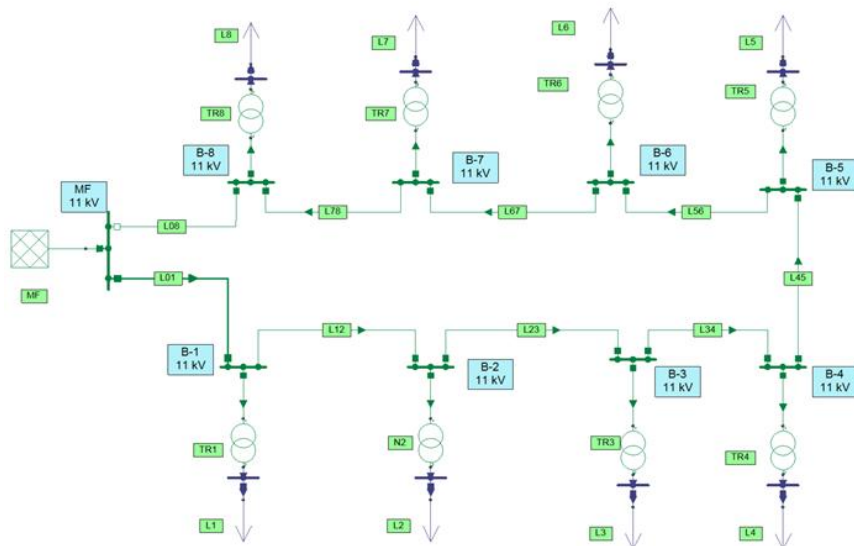 L8
L7
L6
L5
TR8
TR7
TR6
TR5
B-8
11 kV
B-7
11 kV
B-6
11 kV
B-5
11 kV
MF
11 kV
L08
L78
L67
L56
MF
L01
L45
L12
L23
L34
B-1
11 kV
B-2
11 kV
B-3
11 kV
B-4
11 kV
TR1
N2
TR3
TR4
L1
L2
L3
L4